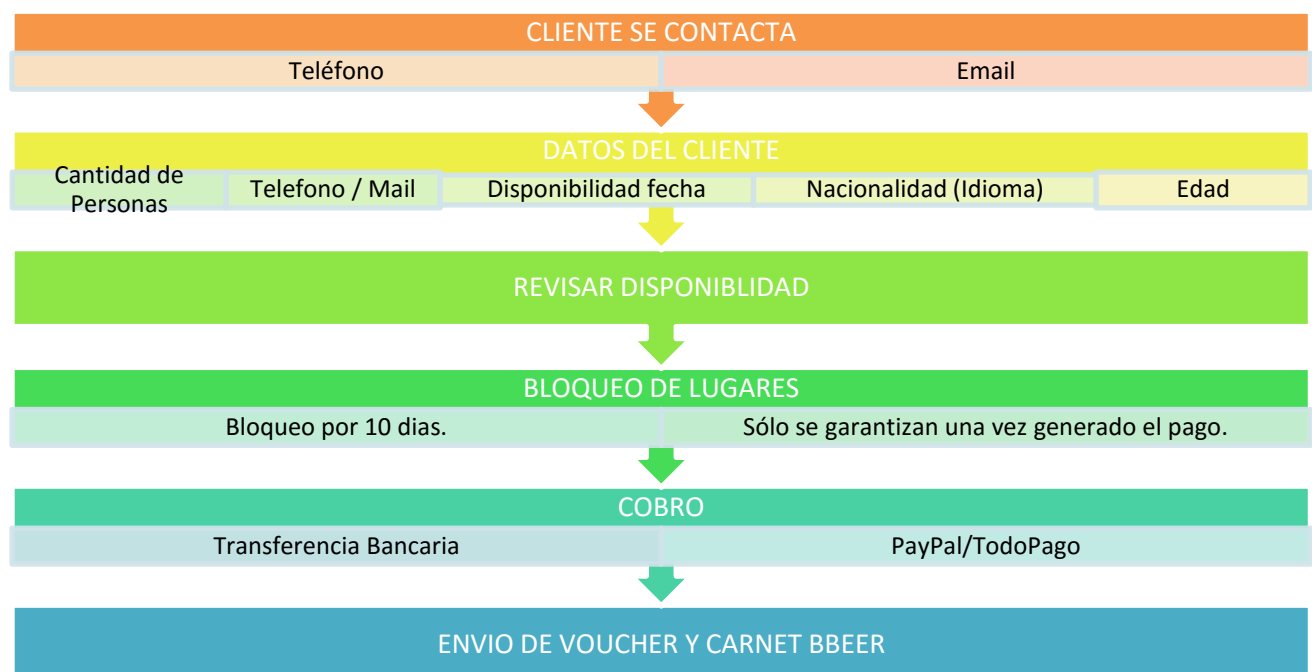 CLIENTE SE CONTACTA
Teléfono
Email
DATOS DEL CLIENTE
Cantidad de
Personas
Telefono / Mail
Disponibilidad fecha
Nacionalidad (Idioma)
Edad
REVISAR DISPONIBLIDAD
BLOQUEO DE LUGARES
Bloqueo por 10 dias.
Sólo se garantizan una vez generado el pago.
COBRO
Transferencia Bancaria
PayPal/TodoPago
ENVIO DE VOUCHER Y CARNET BBEER